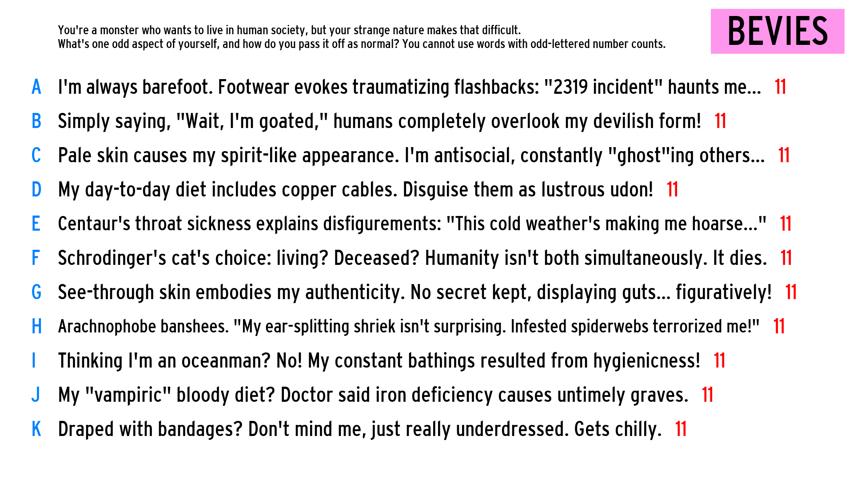 You're a monster who wants to live in human society, but your strange nature makes that difficult.
What's one odd aspect of yourself, and how do you pass it off as normal? You cannot use words with odd-lettered number counts.
BEVIES
A I'm always barefoot. Footwear evokes traumatizing flashbacks: "2319 incident" haunts me... 11
B Simply saying, "Wait, I'm goated," humans completely overlook my devilish form! 11
C Pale skin causes my spirit-like appearance. I'm antisocial, constantly "ghost"ing others... 11
D My day-to-day diet includes copper cables. Disguise them as lustrous udon! 11
E Centaur's throat sickness explains disfigurements: "This cold weather's making me hoarse..." 11
F Schrodinger's cat's choice: living? Deceased? Humanity isn't both simultaneously. It dies. 11
G See-through skin embodies my authenticity. No secret kept, displaying guts... figuratively! 11
H Arachnophobe banshees. "My ear-splitting shriek isn't surprising. Infested spiderwebs terrorized me!" 11
I Thinking I'm an oceanman? No! My constant bathings resulted from hygienicness! 11
J My "vampiric" bloody diet? Doctor said iron deficiency causes untimely graves. 11
K Draped with bandages? Don't mind me, just really underdressed. Gets chilly. 11